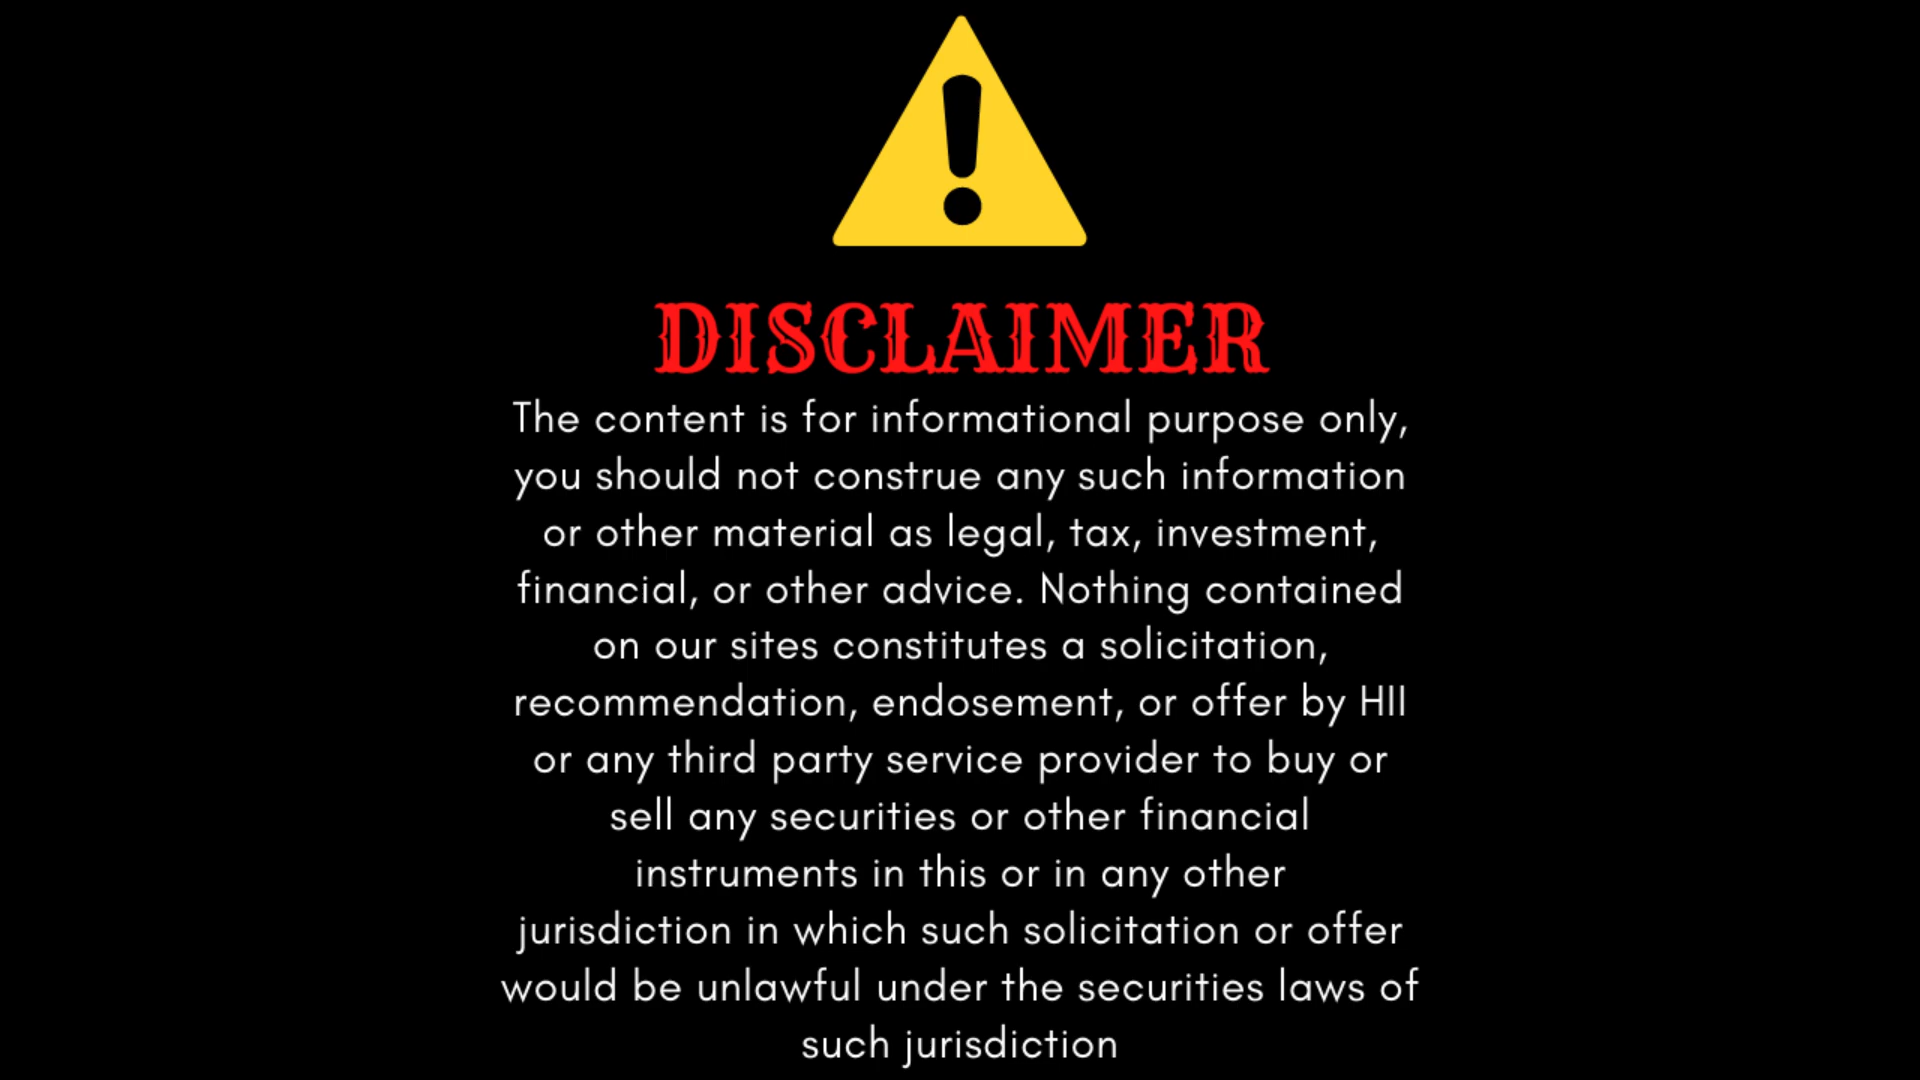 DISCLAIMER
The content is for informational purpose only,
you should not construe any such information
or other material as legal, tax, investment,
financial, or other advice. Nothing contained
on our sites constitutes a solicitation,
recommendation, endosement, or offer by HII
or any third party service provider to buy or
sell any securities or other financial
instruments in this or in any other
jurisdiction in which such solicitation or offer
would be unlawful under the securities laws of
such jurisdiction